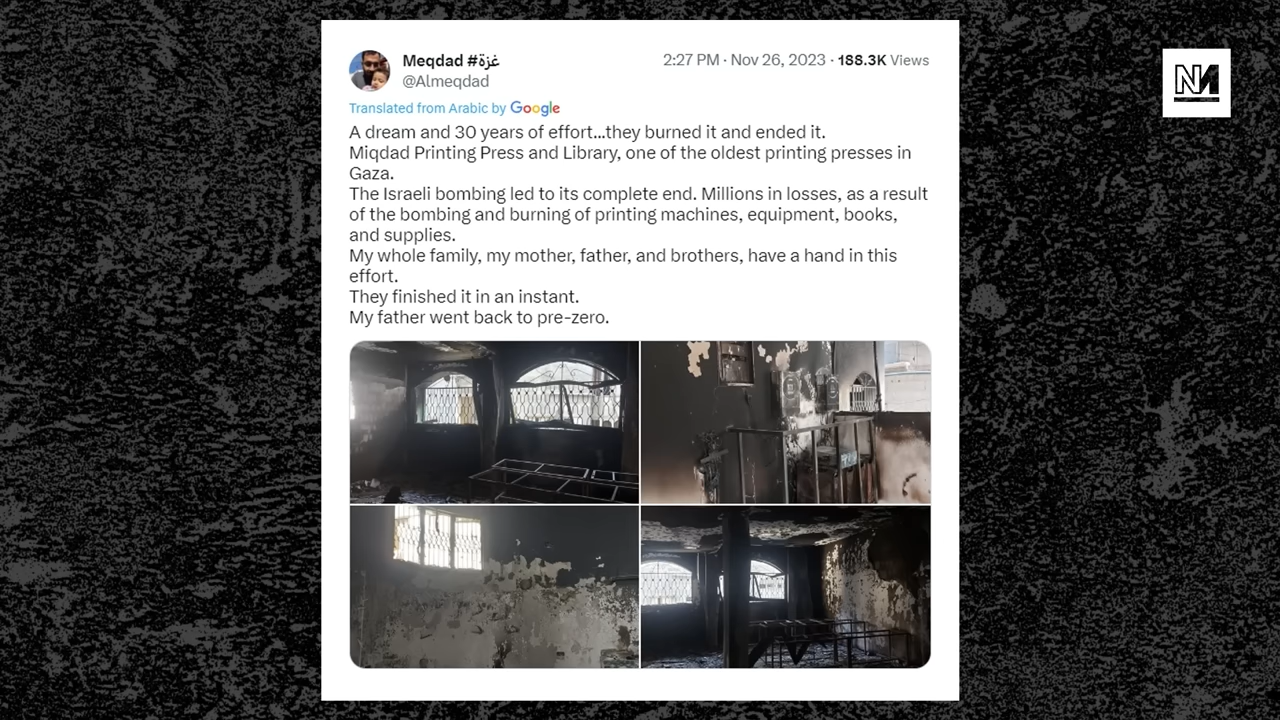 Meqdad #غزة
@Almeqdad
2:27 PM · Nov 26, 2023 · 188.3K Views
Translated from Arabic by Google
A dream and 30 years of effort...they burned it and ended it.
Miqdad Printing Press and Library, one of the oldest printing presses in
Gaza.
The Israeli bombing led to its complete end. Millions in losses, as a result
of the bombing and burning of printing machines, equipment, books,
and supplies.
My whole family, my mother, father, and brothers, have a hand in this
effort.
They finished it in an instant.
My father went back to pre-zero.